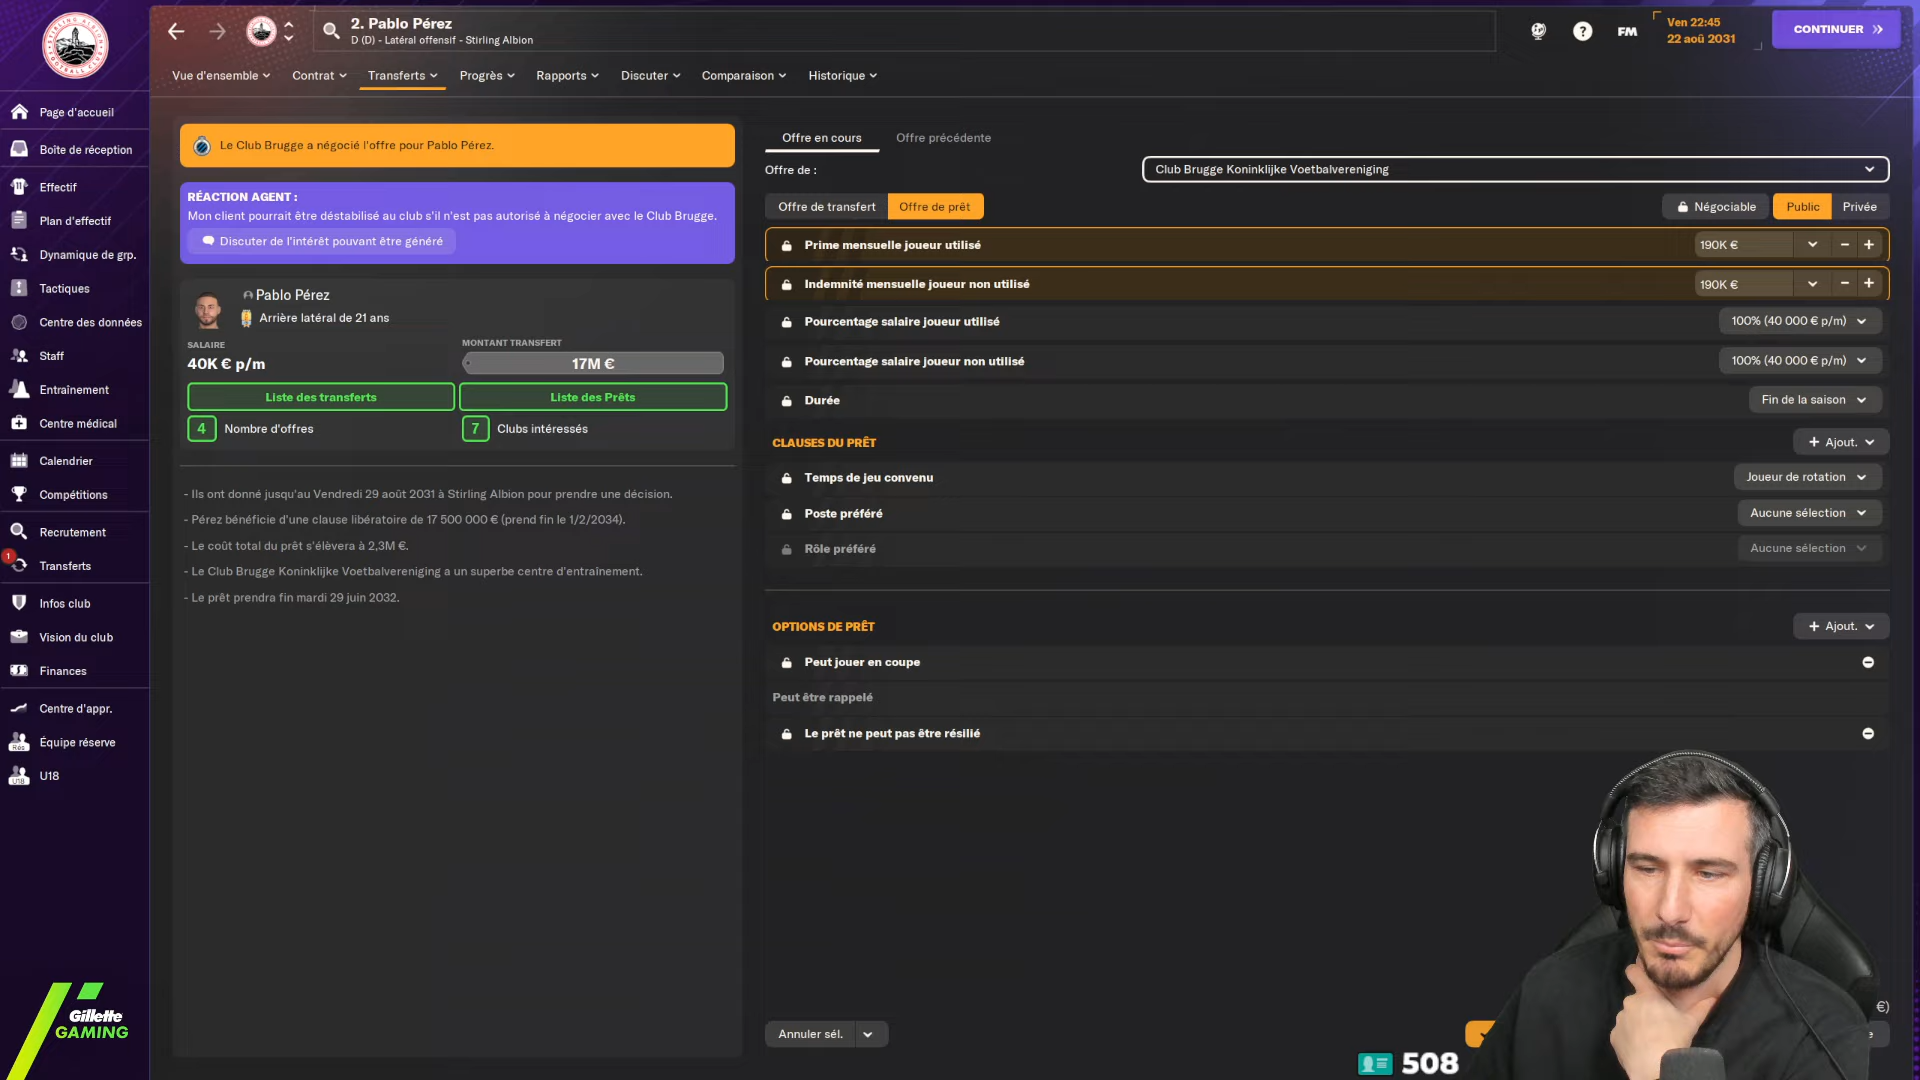 2. Pablo Pérez
D (D) - Latéral offensif - Stirling Albion
FM
Ven 22:45
22 aoû 2031
CONTINUER
Vue d'ensemble
Contrat
Transferts
Progrès
Rapports
Discuter
Comparaison
Historique
Page d'accueil
Boîte de réception
Effectif
Plan d'effectif
Dynamique de grp.
Tactiques
Centre des données
Staff
Entraînement
Centre médical
Calendrier
Compétitions
Recrutement
1
Transferts
Infos club
Vision du club
Finances
Centre d'appr.
Équipe réserve
U18
Gillette
GAMING
Le Club Brugge a négocié l'offre pour Pablo Pérez.
RÉACTION AGENT :
Mon client pourrait être déstabilisé au club s'il n'est pas autorisé à négocier avec le Club Brugge.
Discuter de l'intérêt pouvant être généré
Pablo Pérez
Arrière latéral de 21 ans
SALAIRE
40K € p/m
MONTANT TRANSFERT
17M €
Liste des transferts
Liste des Prêts
4 Nombre d'offres
7 Clubs intéressés
- Ils ont donné jusqu'au Vendredi 29 août 2031 à Stirling Albion pour prendre une décision.
- Pérez bénéficie d'une clause libératoire de 17 500 000 € (prend fin le 1/2/2034).
- Le coût total du prêt s'élèvera à 2,3M €.
- Le Club Brugge Koninklijke Voetbalvereniging a un superbe centre d'entraînement.
- Le prêt prendra fin mardi 29 juin 2032.
Offre en cours
Offre précédente
Offre de :
Club Brugge Koninklijke Voetbalvereniging
Offre de transfert
Offre de prêt
Négociable
Public
Privée
Prime mensuelle joueur utilisé
190K €
Indemnité mensuelle joueur non utilisé
190K €
Pourcentage salaire joueur utilisé
100% (40 000 € p/m)
Pourcentage salaire joueur non utilisé
100% (40 000 € p/m)
Durée
Fin de la saison
CLAUSES DU PRÊT
+ Ajout.
Temps de jeu convenu
Joueur de rotation
Poste préféré
Aucune sélection
Rôle préféré
Aucune sélection
OPTIONS DE PRÊT
+ Ajout.
Peut jouer en coupe
Peut être rappelé
Le prêt ne peut pas être résilié
€)
Annuler sél.
508